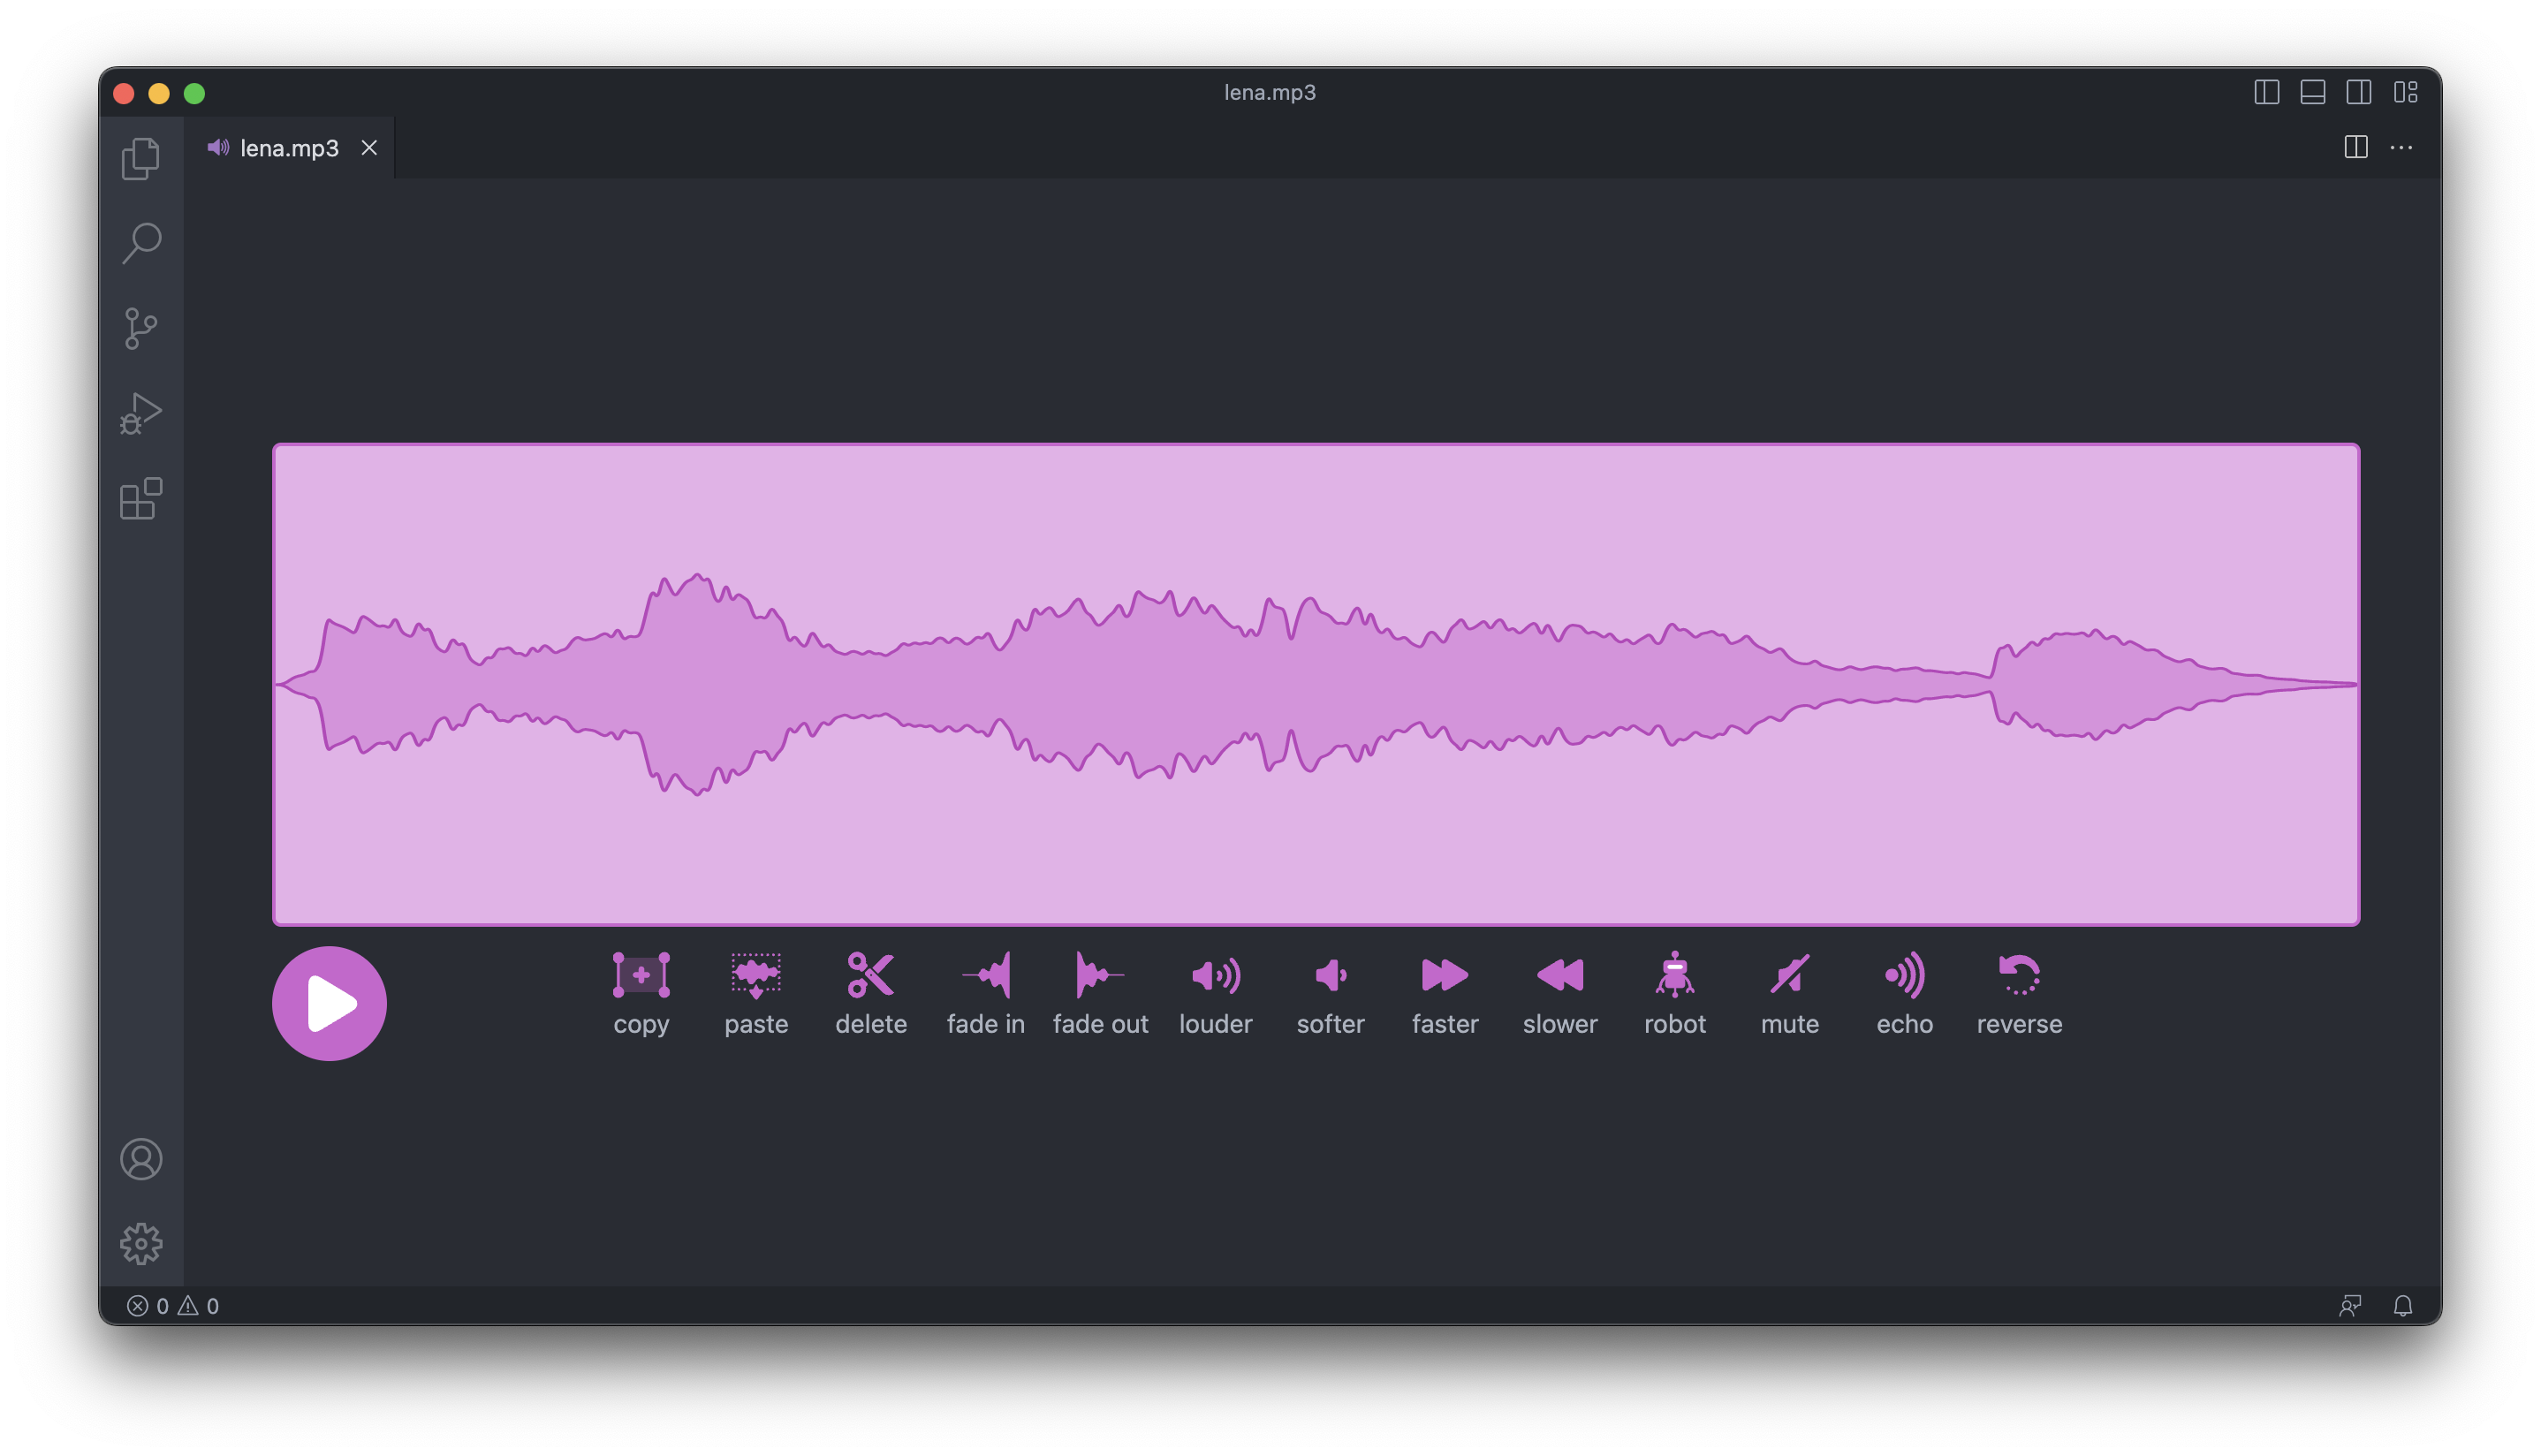 lena.mp3
lena.mp3
copy paste delete fade in fade out louder softer faster slower robot mute echo reverse
0 0